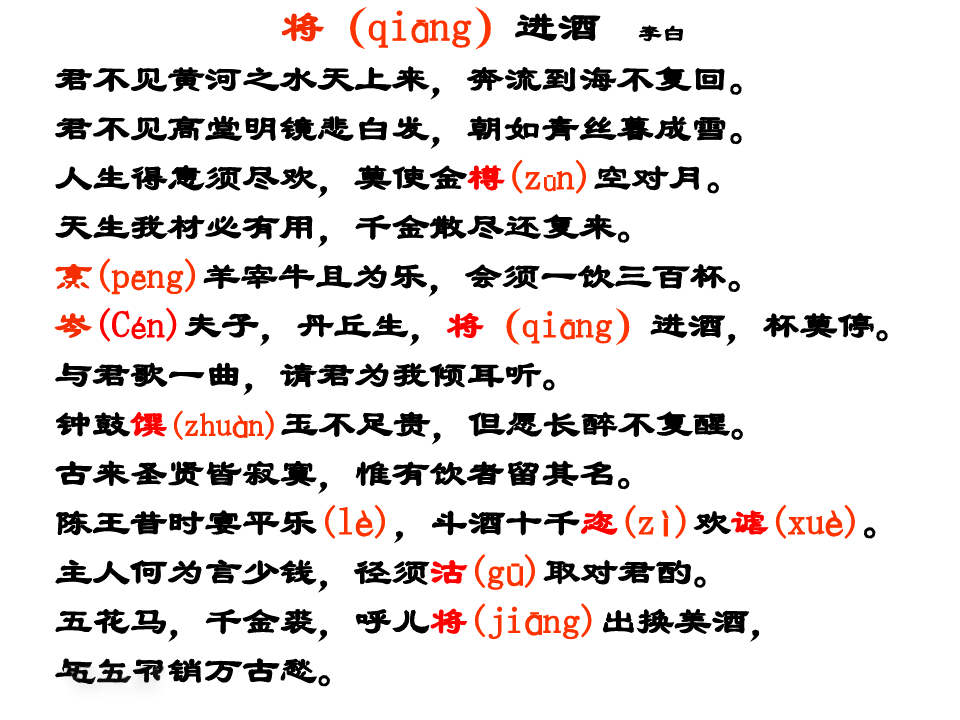 将（qiāng）进酒 李白
君不见黄河之水天上来，奔流到海不复回。
君不见高堂明镜悲白发，朝如青丝暮成雪。
人生得意须尽欢，莫使金樽(zūn)空对月。
天生我材必有用，千金散尽还复来。
烹(pēng)羊宰牛且为乐，会须一饮三百杯。
岑(Cén)夫子，丹丘生，将（qiāng）进酒，杯莫停。
与君歌一曲，请君为我倾耳听。
钟鼓馔(zhuàn)玉不足贵，但愿长醉不复醒。
古来圣贤皆寂寞，惟有饮者留其名。
陈王昔时宴平乐(lè)，斗酒十千恣(zì)欢谑(xuè)。
主人何为言少钱，径须沽(gū)取对君酌。
五花马，千金裘，呼儿将(jiāng)出换美酒，
销万古愁。